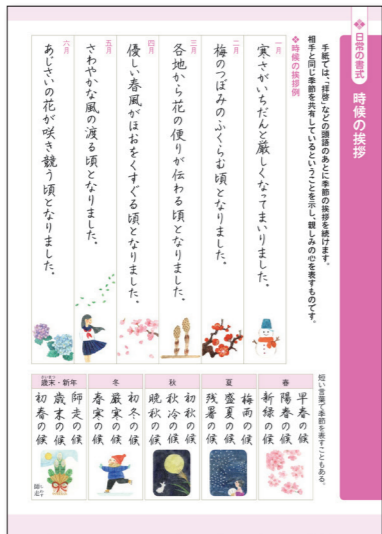 日常の書式
時候の挨拶
手紙では、「拝啓」などの頭語のあとに季節の挨拶を続けます。
相手と同じ季節を共有しているということを示し、親しみの心を表すものです。
❖時候の挨拶例
一月
寒さがいちだんと厳しくなってまいりました。
二月
梅のつぼみのふくらむ頃となりました。
三月
各地から花の便りが伝わる頃となりました。
四月
優しい春風がほおをくすぐる頃となりました。
五月
さわやかな風の渡る頃となりました。
六月
あじさいの花が咲き競う頃となりました。
短い言葉で季節を表すこともある。
春
早春の候
陽春の候
新緑の候
夏
梅雨の候
盛夏の候
残暑の候
秋
初秋の候
秋冷の候
晩秋の候
冬
初冬の候
厳寒の候
春寒の候
歳末・新年
師走の候
歳末の候
初春の候